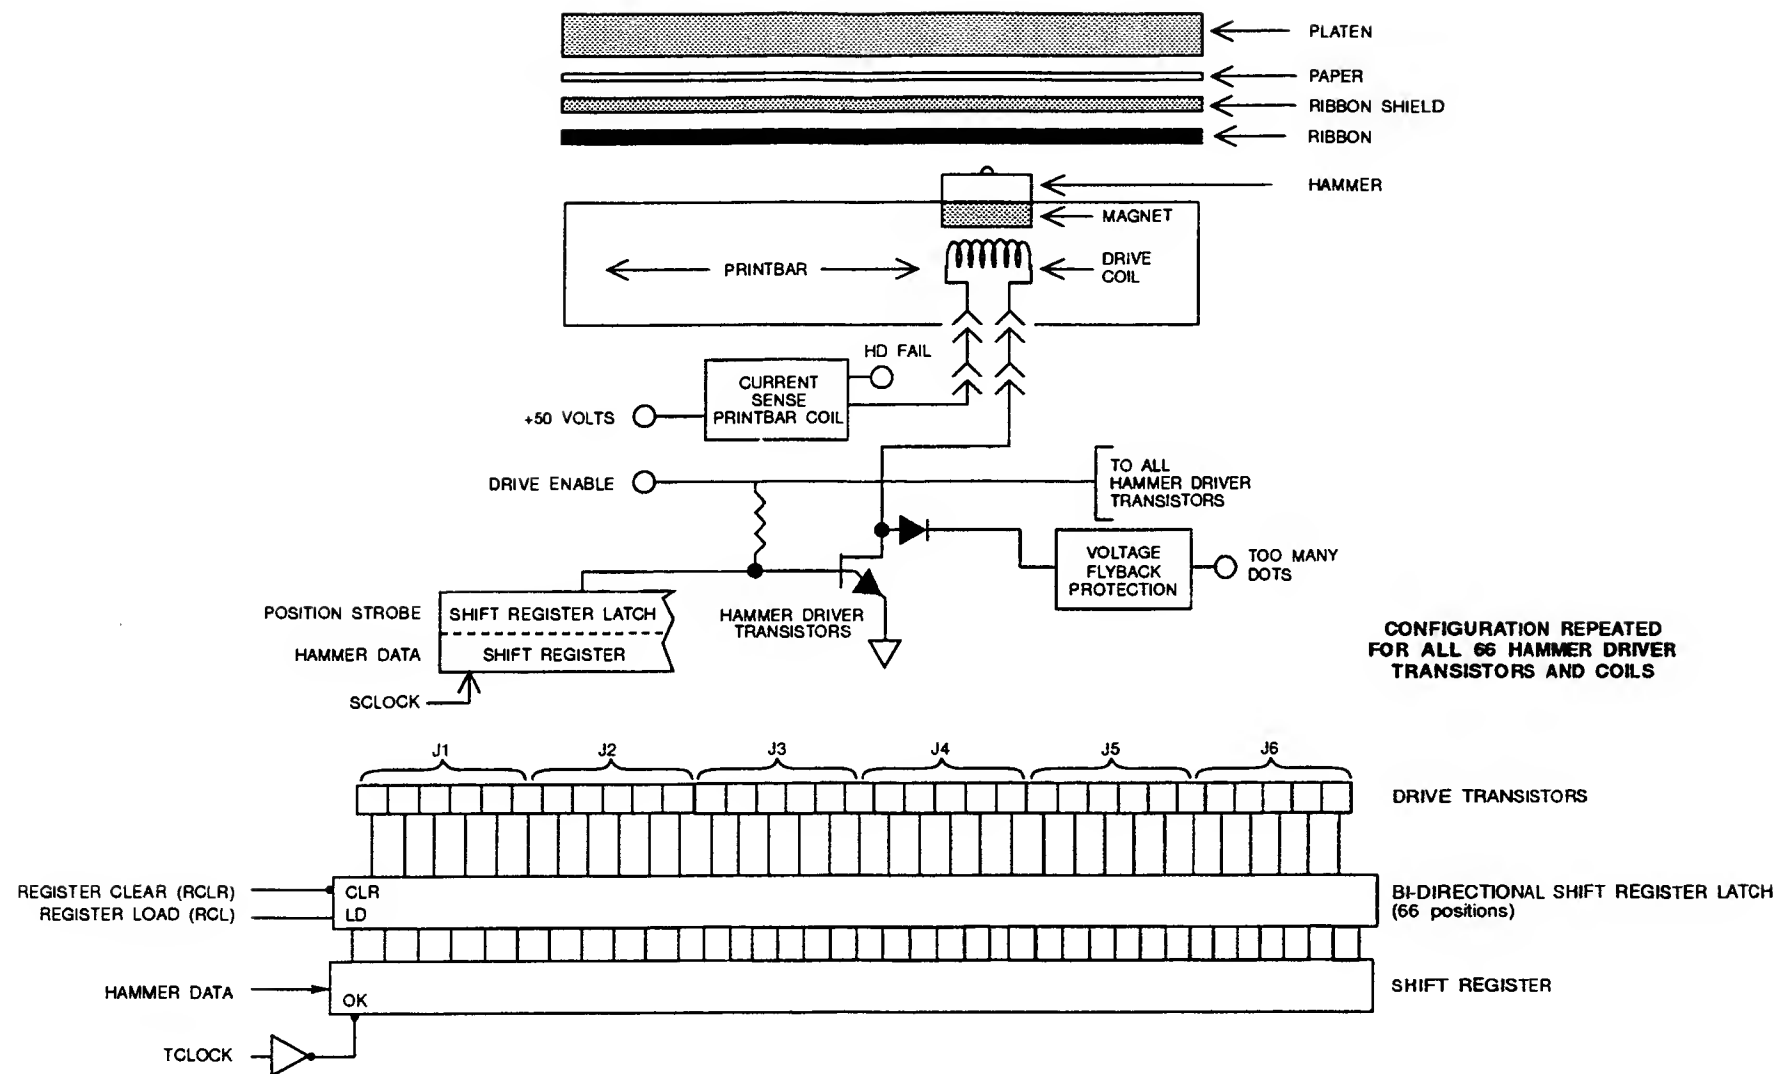 PLATEN
PAPER
RIBBON SHIELD
RIBBON
HAMMER
MAGNET
PRINTBAR
DRIVE
COIL
HD FAIL
CURRENT
SENSE
PRINTBAR COIL
+50 VOLTS
DRIVE ENABLE
TO ALL
HAMMER DRIVER
TRANSISTORS
VOLTAGE
FLYBACK
PROTECTION
TOO MANY
DOTS
POSITION STROBE
SHIFT REGISTER LATCH
HAMMER DATA
SHIFT REGISTER
HAMMER DRIVER
TRANSISTORS
SCLOCK
CONFIGURATION REPEATED
FOR ALL 66 HAMMER DRIVER
TRANSISTORS AND COILS
J1 J2 J3 J4 J5 J6
DRIVE TRANSISTORS
REGISTER CLEAR (RCLR)
CLR
REGISTER LOAD (RCL)
LD
BI-DIRECTIONAL SHIFT REGISTER LATCH
(66 positions)
HAMMER DATA
OK
SHIFT REGISTER
TCLOCK